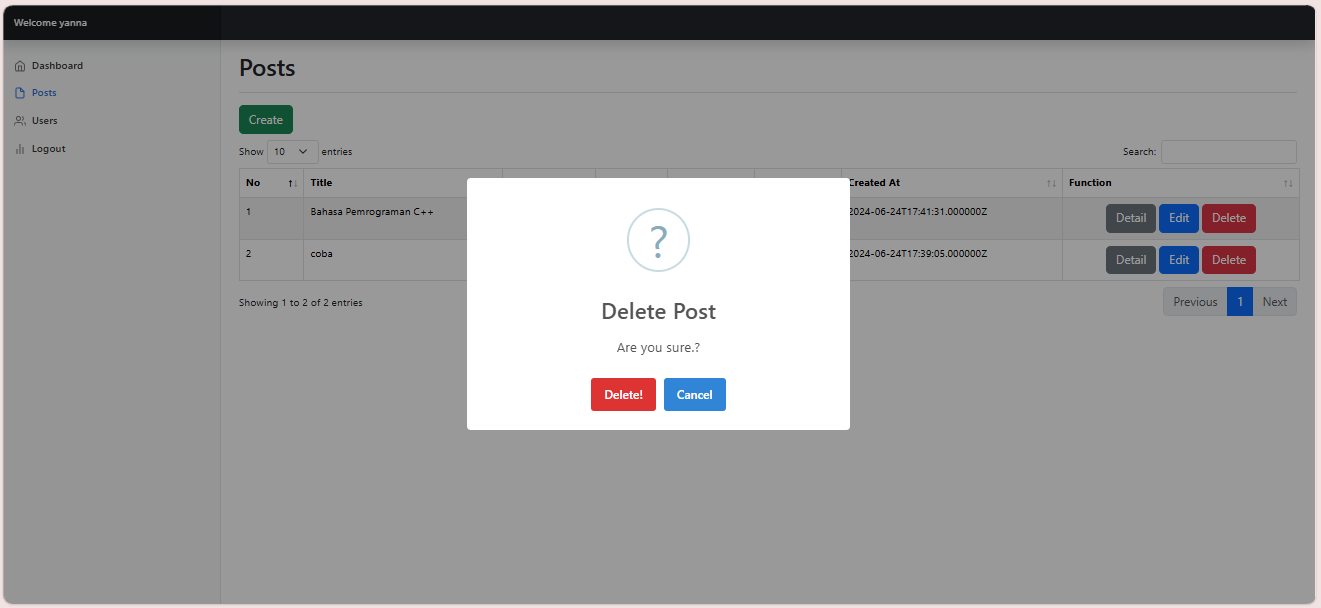 Welcome yanna
Dashboard
Posts
Users
Logout
Posts
Create
Show 10 entries
Search:
No Title Created At Function
1 Bahasa Pemrograman C++ 2024-06-24T17:41:31.000000Z Detail Edit Delete
2 coba 2024-06-24T17:39:05.000000Z Detail Edit Delete
Showing 1 to 2 of 2 entries
Previous 1 Next
?
Delete Post
Are you sure.?
Delete! Cancel